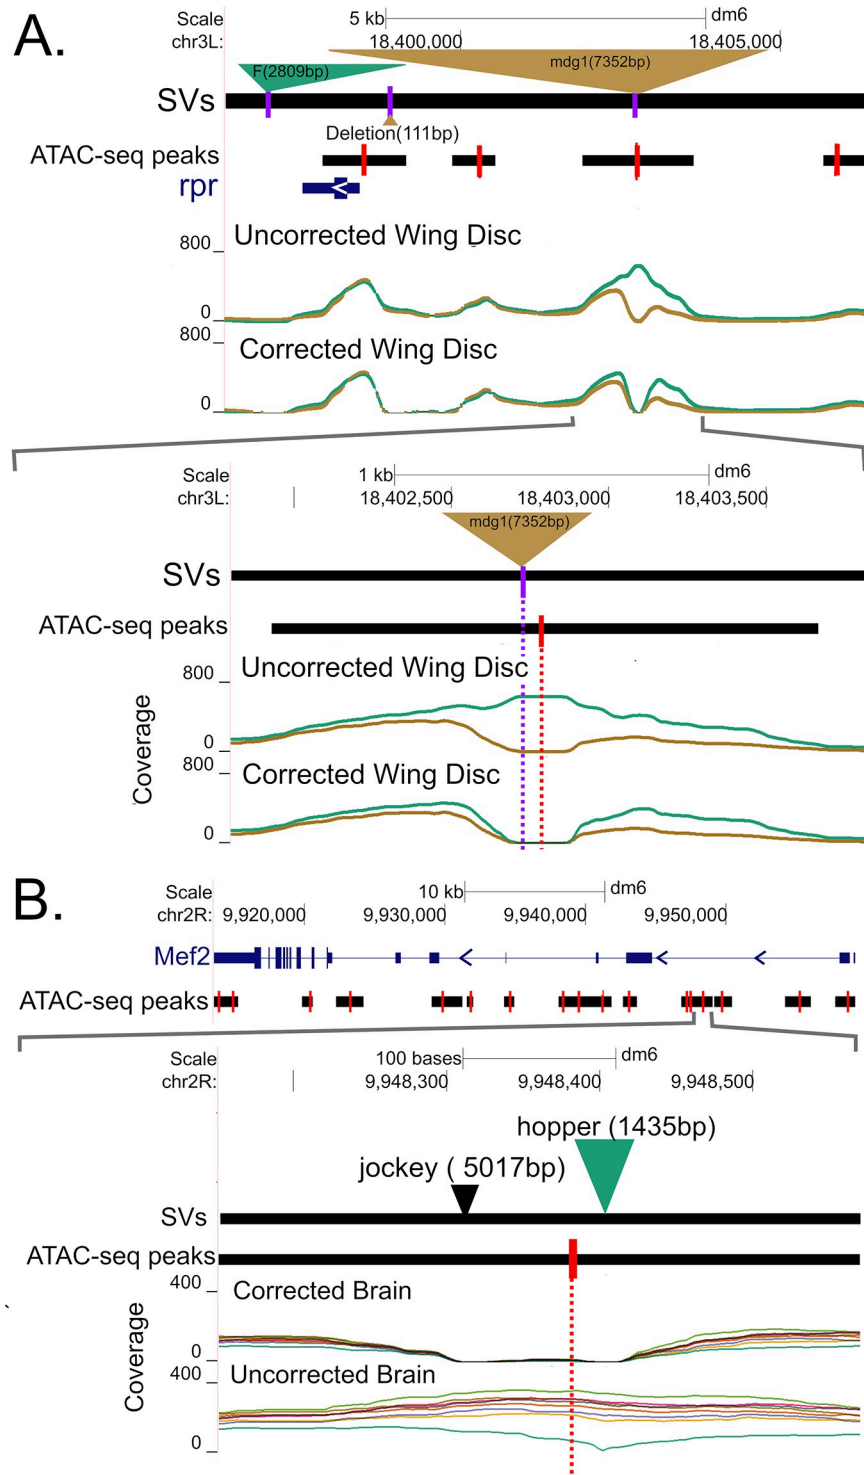 A.
Scale 5 kb dm6
chr3L: 18,400,000 18,405,000
F(2809bp) mdg1(7352bp)
SVs
Deletion(111bp)
ATAC-seq peaks
rpr
Uncorrected Wing Disc
800
0
Corrected Wing Disc
800
0
Scale 1 kb dm6
chr3L: 18,402,500 18,403,000 18,403,500
mdg1(7352bp)
SVs
ATAC-seq peaks
Uncorrected Wing Disc
800
0
Coverage
Corrected Wing Disc
800
0
B.
Scale 10 kb dm6
chr2R: 9,920,000 9,930,000 9,940,000 9,950,000
Mef2
ATAC-seq peaks
Scale 100 bases dm6
chr2R: 9,948,300 9,948,400 9,948,500
hopper (1435bp)
jockey ( 5017bp)
SVs
ATAC-seq peaks
400
Corrected Brain
0
Coverage
400
Uncorrected Brain
0